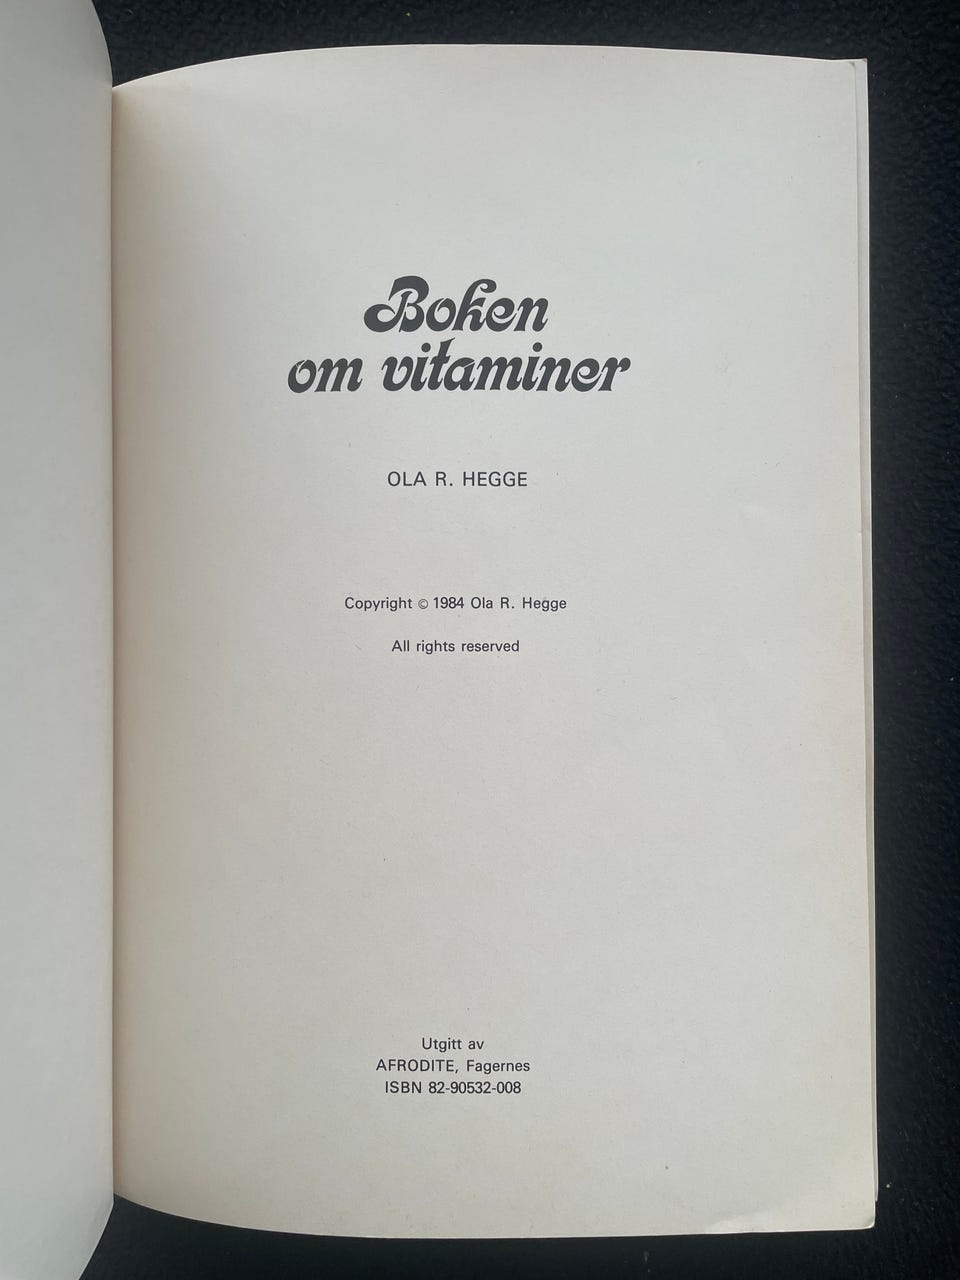 Boken
om vitaminer
OLA R. HEGGE
Copyright © 1984 Ola R. Hegge
All rights reserved
Utgitt av
AFRODITE, Fagernes
ISBN 82-90532-008